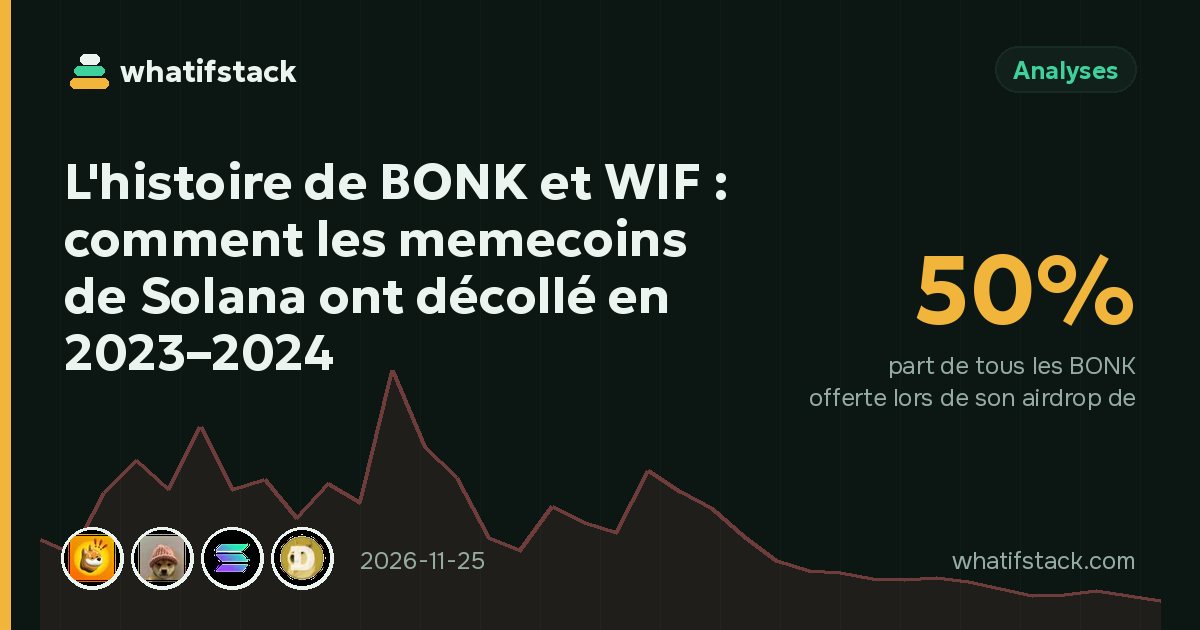 whatifstack
Analyses
L'histoire de BONK et WIF :
comment les memecoins
de Solana ont décollé en
2023–2024
50%
part de tous les BONK
offerte lors de son airdrop de
2026-11-25
whatifstack.com